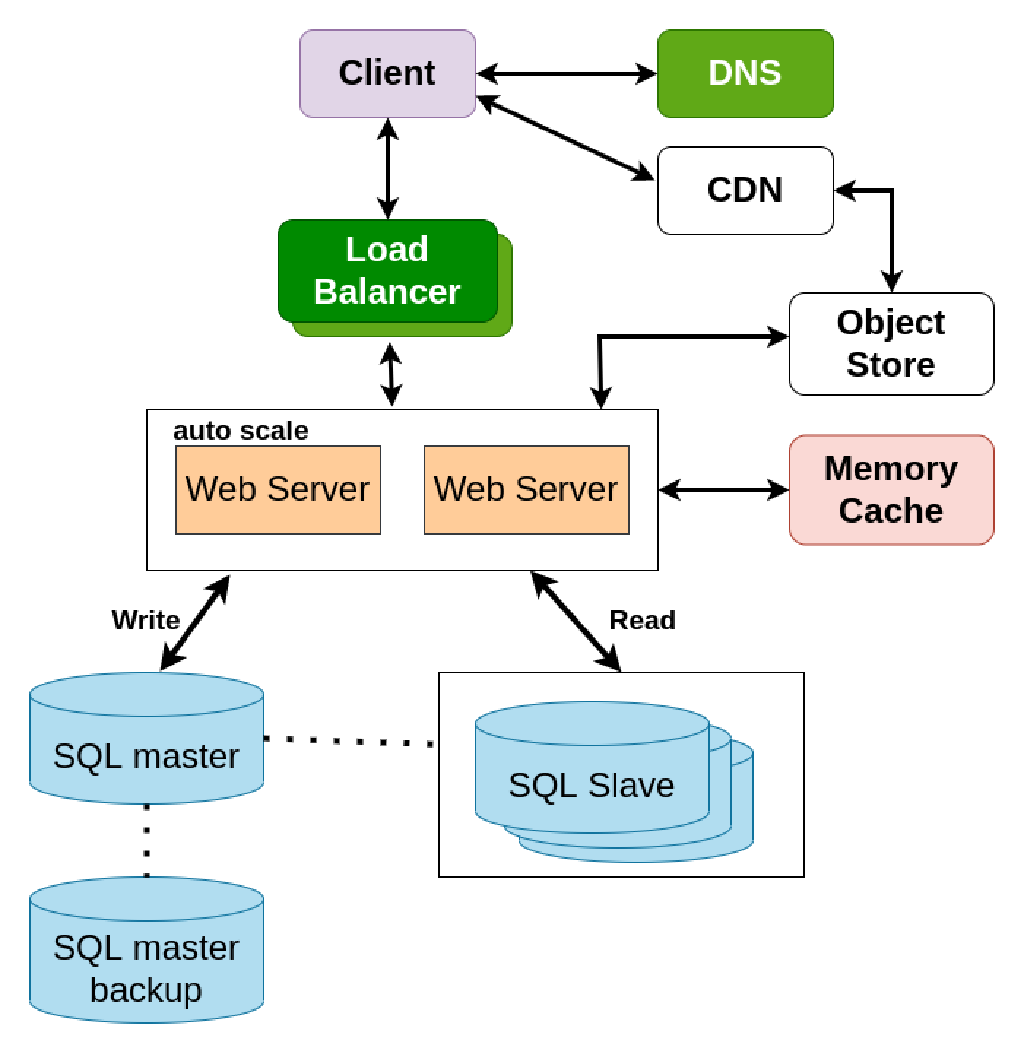 Client
DNS
CDN
Load
Balancer
Object
Store
auto scale
Web Server
Web Server
Memory
Cache
Write
Read
SQL master
SQL Slave
SQL master
backup